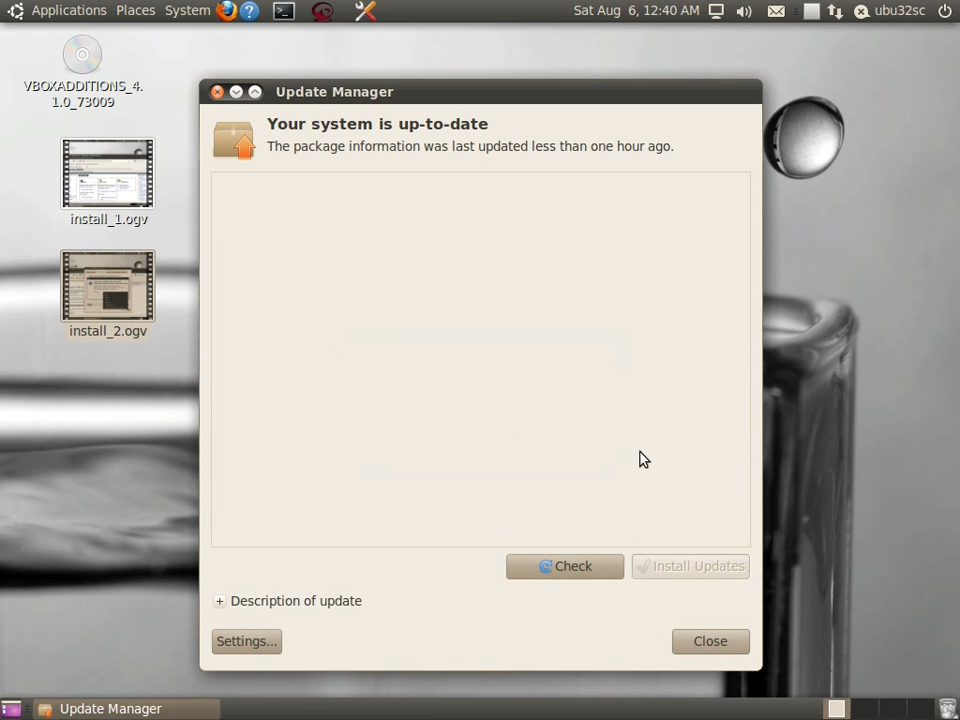 Applications Places System
Sat Aug 6, 12:40 AM
ubu32sc
VBOXADDITIONS_4.
1.0_73009
install_1.ogv
install_2.ogv
Update Manager
Your system is up-to-date
The package information was last updated less than one hour ago.
Check
Install Updates
Description of update
Settings...
Close
Update Manager